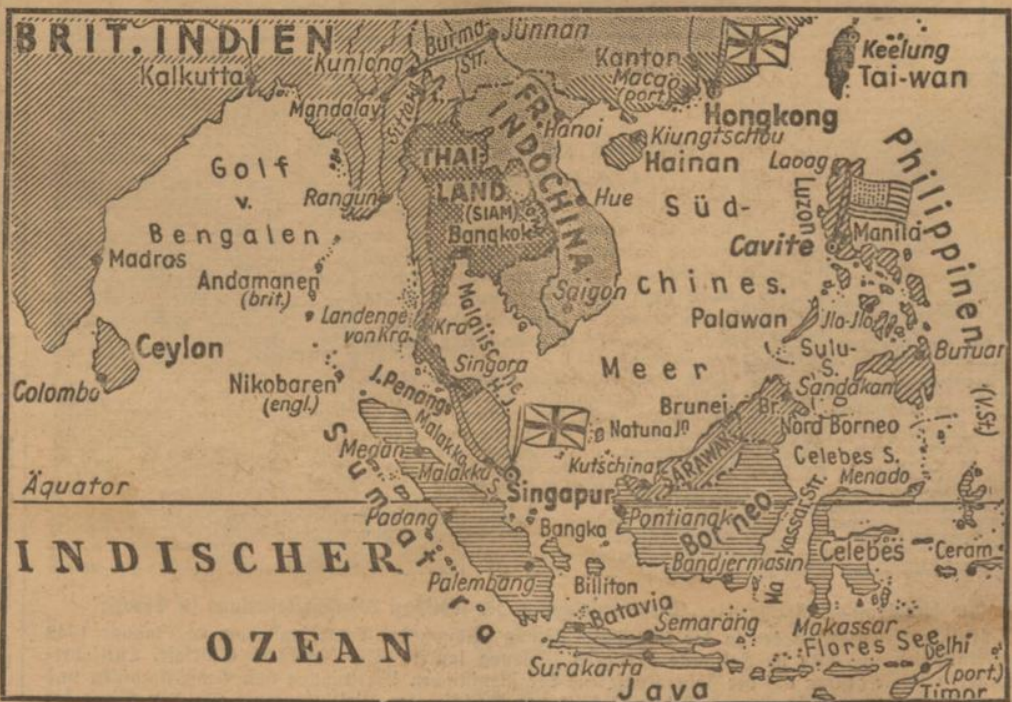 BRIT. INDIEN
Kalkutta
Kunlong
Burma-
Str.
Jünnan
Mandalay
Sittang
Kanton
Macao
(port.)
Hongkong
Keelung
Tai-wan
FR. INDOCHINA
Hanoi
Kiungtschou
Hainan
Laoag
Luzon
Philippinen
Golf
v.
Bengalen
Rangun
THAI-
LAND
(SIAM)
Bangkok
Hue
Süd-
chines.
Meer
Cavite
Manila
Madras
Andamanen
(brit.)
Saigon
Landenge
von Kra
Kra
Malaiische
H.
Palawan
Jlo-Jlo
Ceylon
Colombo
Nikobaren
(engl.)
Singora
Sulu-
S.
Butuar
(V.St.)
Sandakam
J. Penang
Malakka
Malakka
S.
Brunei
Br.
Nord Borneo
Natuna Jn
Medan
Kutschina
SARAWAK
Celebes S.
Menado
Äquator
Singapur
Sumatra
Padang
Bangka
Pontianak
Borneo
Makassar Str.
INDISCHER
OZEAN
Bandjermasin
Celebes
Ceram
Palembang
Billiton
Batavia
Semarang
Makassar
Flores See
Delhi
(port.)
Timor
Surakarta
Java